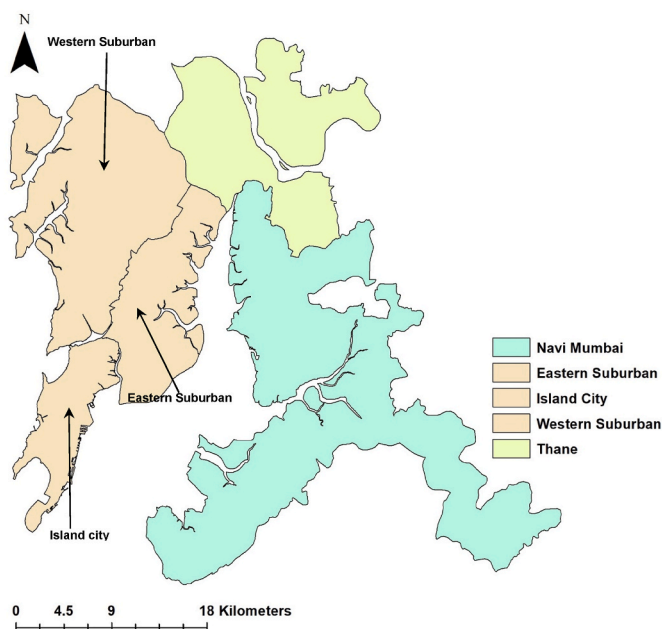 N
Western Suburban
Navi Mumbai
Eastern Suburban
Island City
Western Suburban
Thane
Eastern Suburban
Island city
0 4.5 9 18 Kilometers